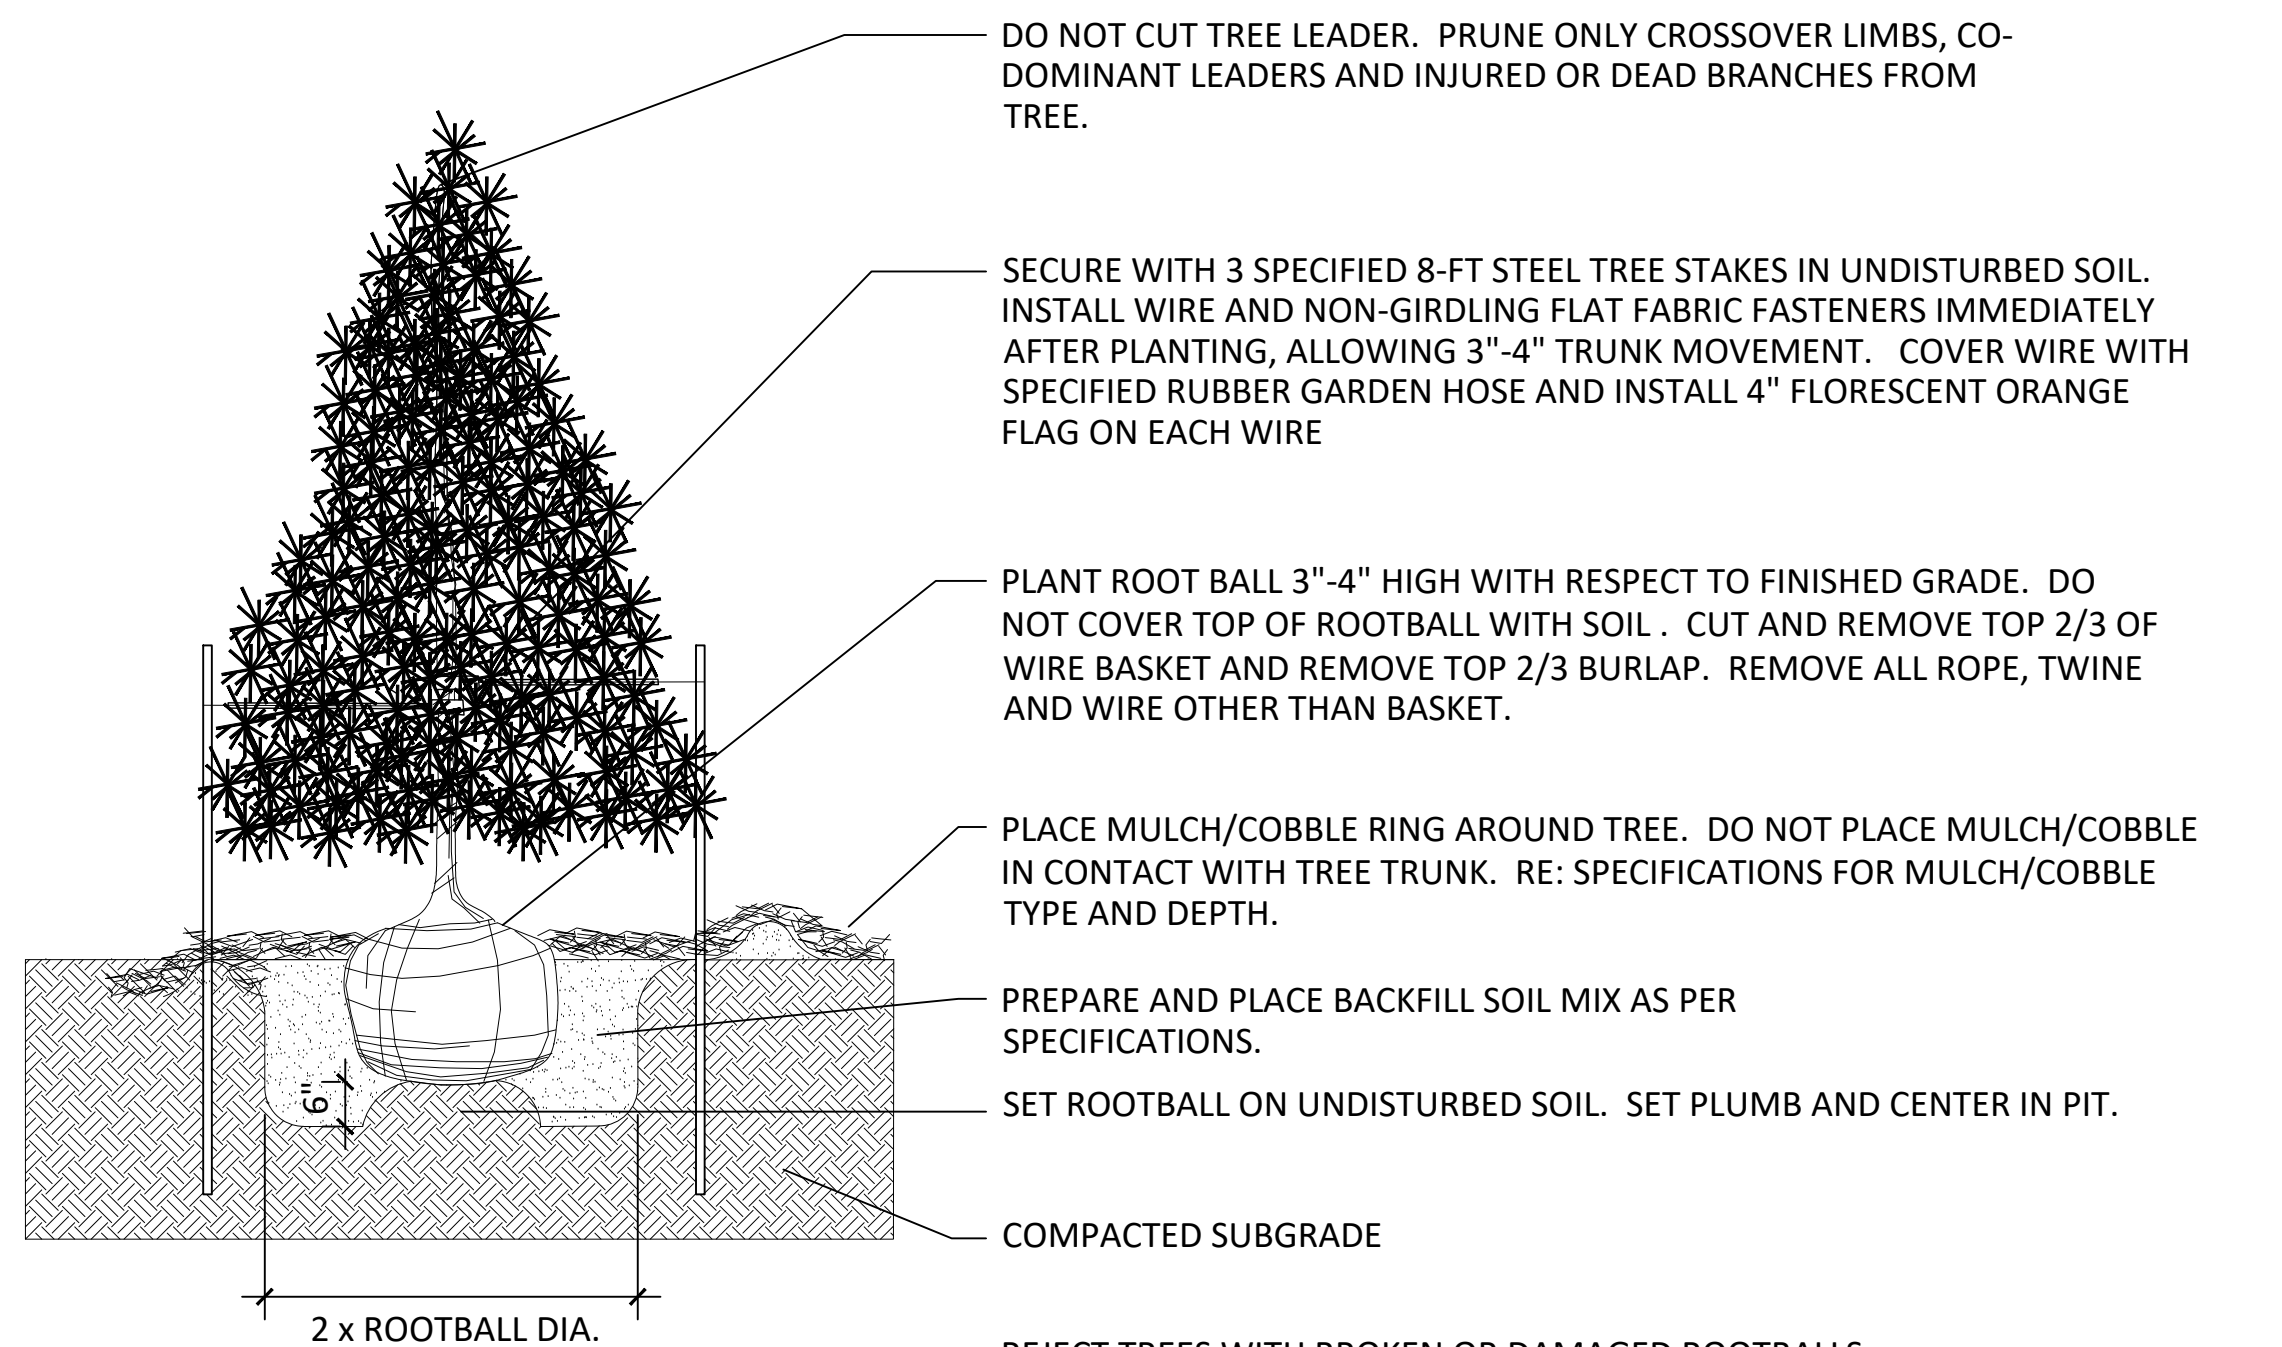 DO NOT CUT TREE LEADER.  PRUNE ONLY CROSSOVER LIMBS, CO-
DOMINANT LEADERS AND INJURED OR DEAD BRANCHES FROM
TREE.
SECURE WITH 3 SPECIFIED 8-FT STEEL TREE STAKES IN UNDISTURBED SOIL.
INSTALL WIRE AND NON-GIRDLING FLAT FABRIC FASTENERS IMMEDIATELY
AFTER PLANTING, ALLOWING 3"-4" TRUNK MOVEMENT.   COVER WIRE WITH
SPECIFIED RUBBER GARDEN HOSE AND INSTALL 4" FLORESCENT ORANGE
FLAG ON EACH WIRE
PLANT ROOT BALL 3"-4" HIGH WITH RESPECT TO FINISHED GRADE.  DO
NOT COVER TOP OF ROOTBALL WITH SOIL .  CUT AND REMOVE TOP 2/3 OF
WIRE BASKET AND REMOVE TOP 2/3 BURLAP.  REMOVE ALL ROPE, TWINE
AND WIRE OTHER THAN BASKET.
PLACE MULCH/COBBLE RING AROUND TREE.  DO NOT PLACE MULCH/COBBLE
IN CONTACT WITH TREE TRUNK.  RE: SPECIFICATIONS FOR MULCH/COBBLE
TYPE AND DEPTH.
PREPARE AND PLACE BACKFILL SOIL MIX AS PER
SPECIFICATIONS.
6"
SET ROOTBALL ON UNDISTURBED SOIL.  SET PLUMB AND CENTER IN PIT.
COMPACTED SUBGRADE
2 x ROOTBALL DIA.
REJECT TREES WITH BROKEN OR DAMAGED ROOTBALLS